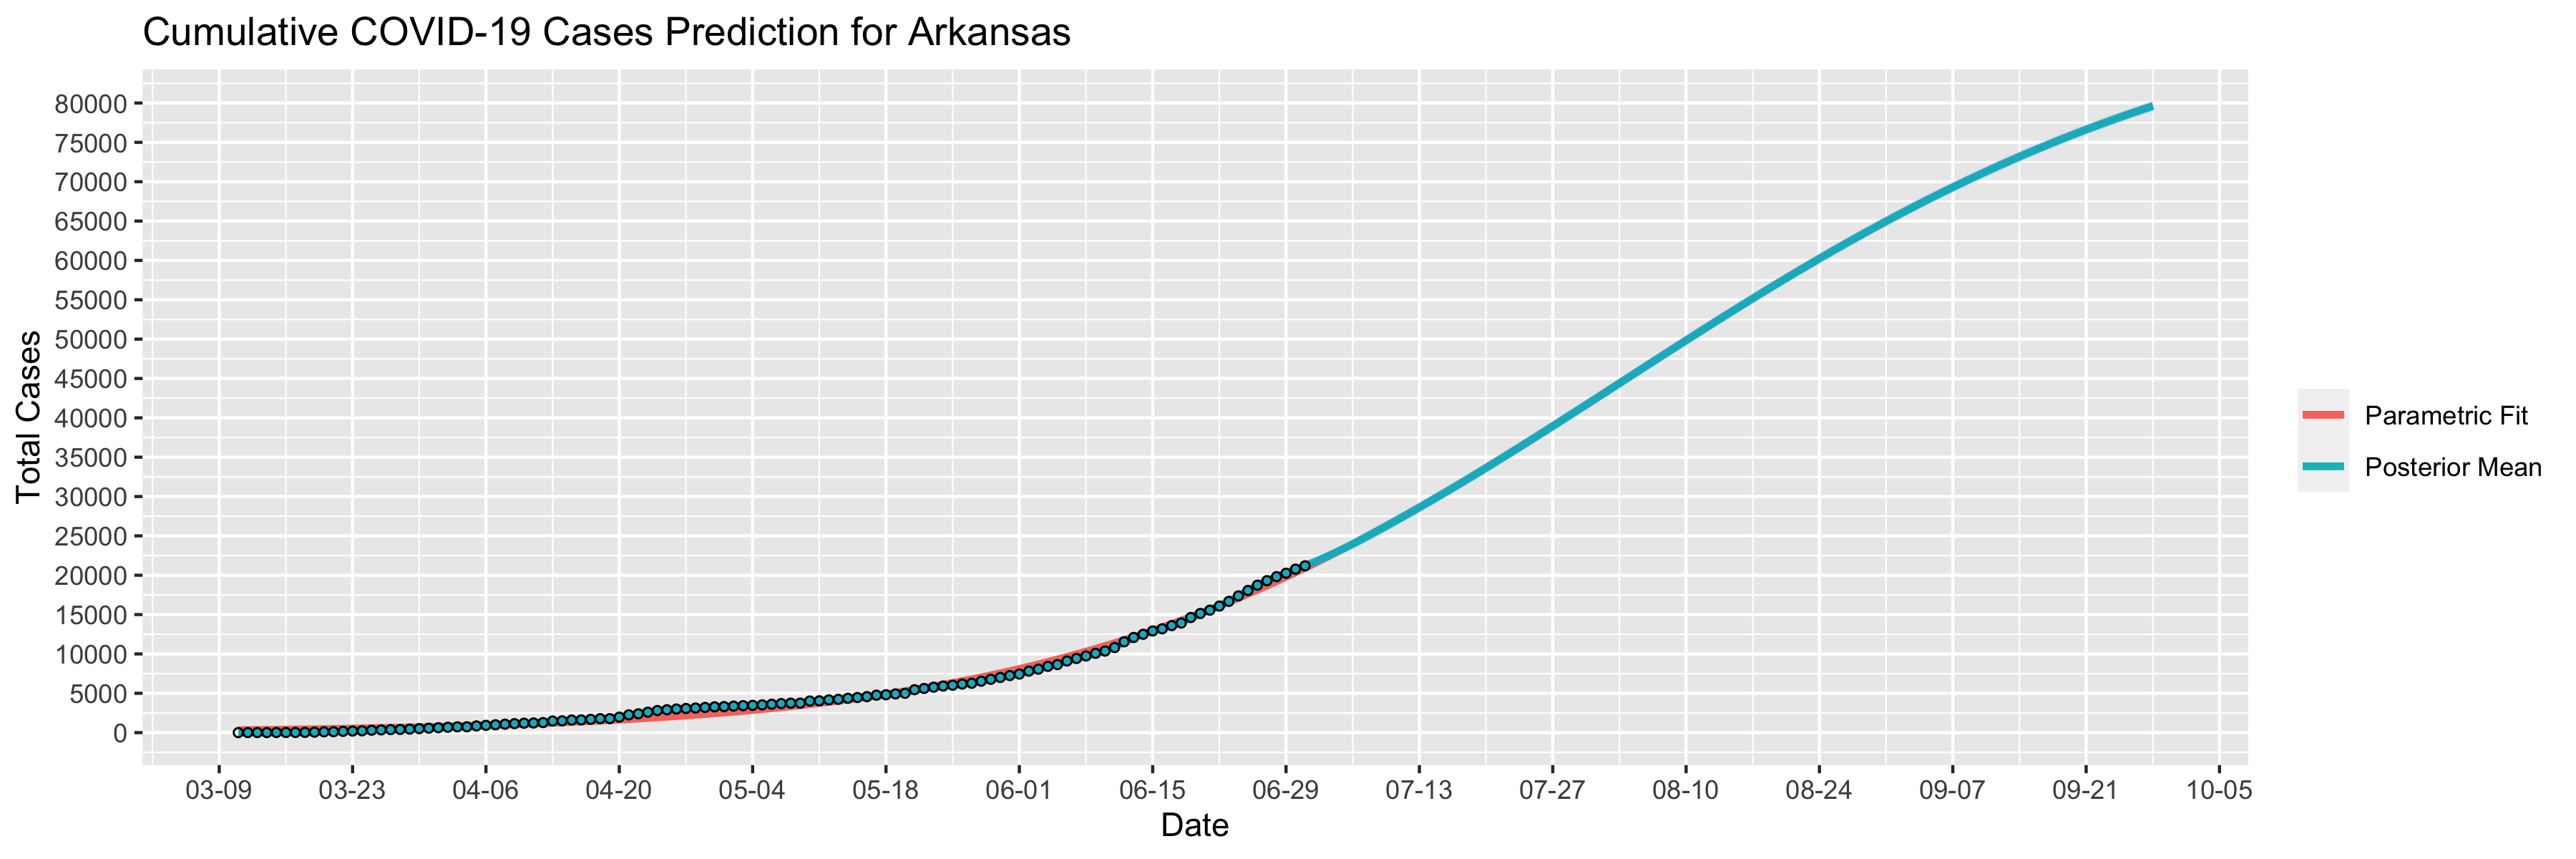 Cumulative COVID-19 Cases Prediction for Arkansas
80000
75000
70000
65000
60000
55000
50000
45000
40000
35000
30000
25000
20000
15000
10000
5000
0
Total Cases
03-09 03-23 04-06 04-20 05-04 05-18 06-01 06-15 06-29 07-13 07-27 08-10 08-24 09-07 09-21 10-05
Date
Parametric Fit
Posterior Mean